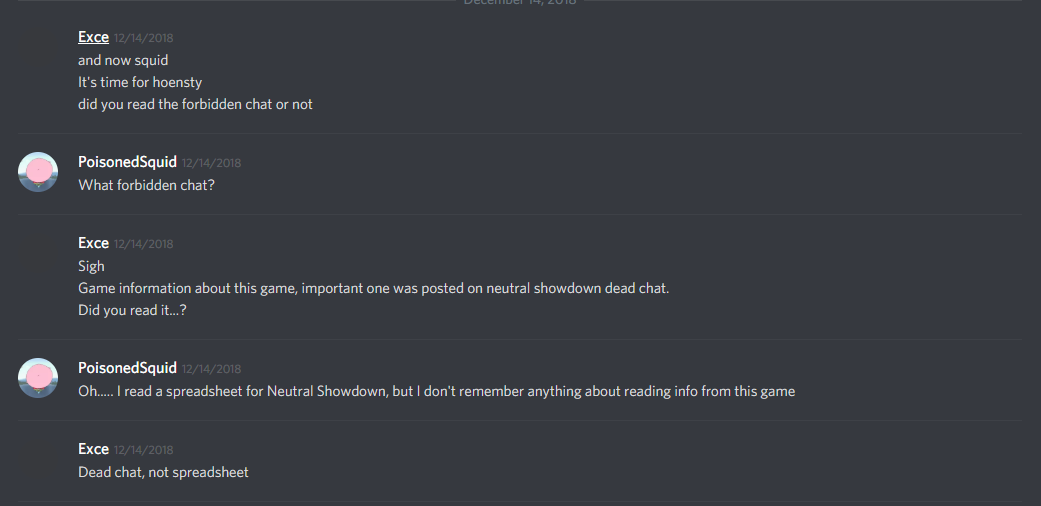 December 14, 2018
Exce 12/14/2018
and now squid
It's time for hoensty
did you read the forbidden chat or not
PoisonedSquid 12/14/2018
What forbidden chat?
Exce 12/14/2018
Sigh
Game information about this game, important one was posted on neutral showdown dead chat.
Did you read it...?
PoisonedSquid 12/14/2018
Oh..... I read a spreadsheet for Neutral Showdown, but I don't remember anything about reading info from this game
Exce 12/14/2018
Dead chat, not spreadsheet